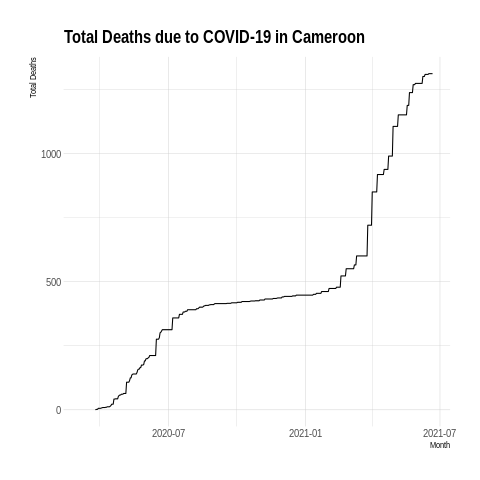 Total Deaths due to COVID-19 in Cameroon
Total Deaths
1000
500
0
2020-07
2021-01
2021-07
Month